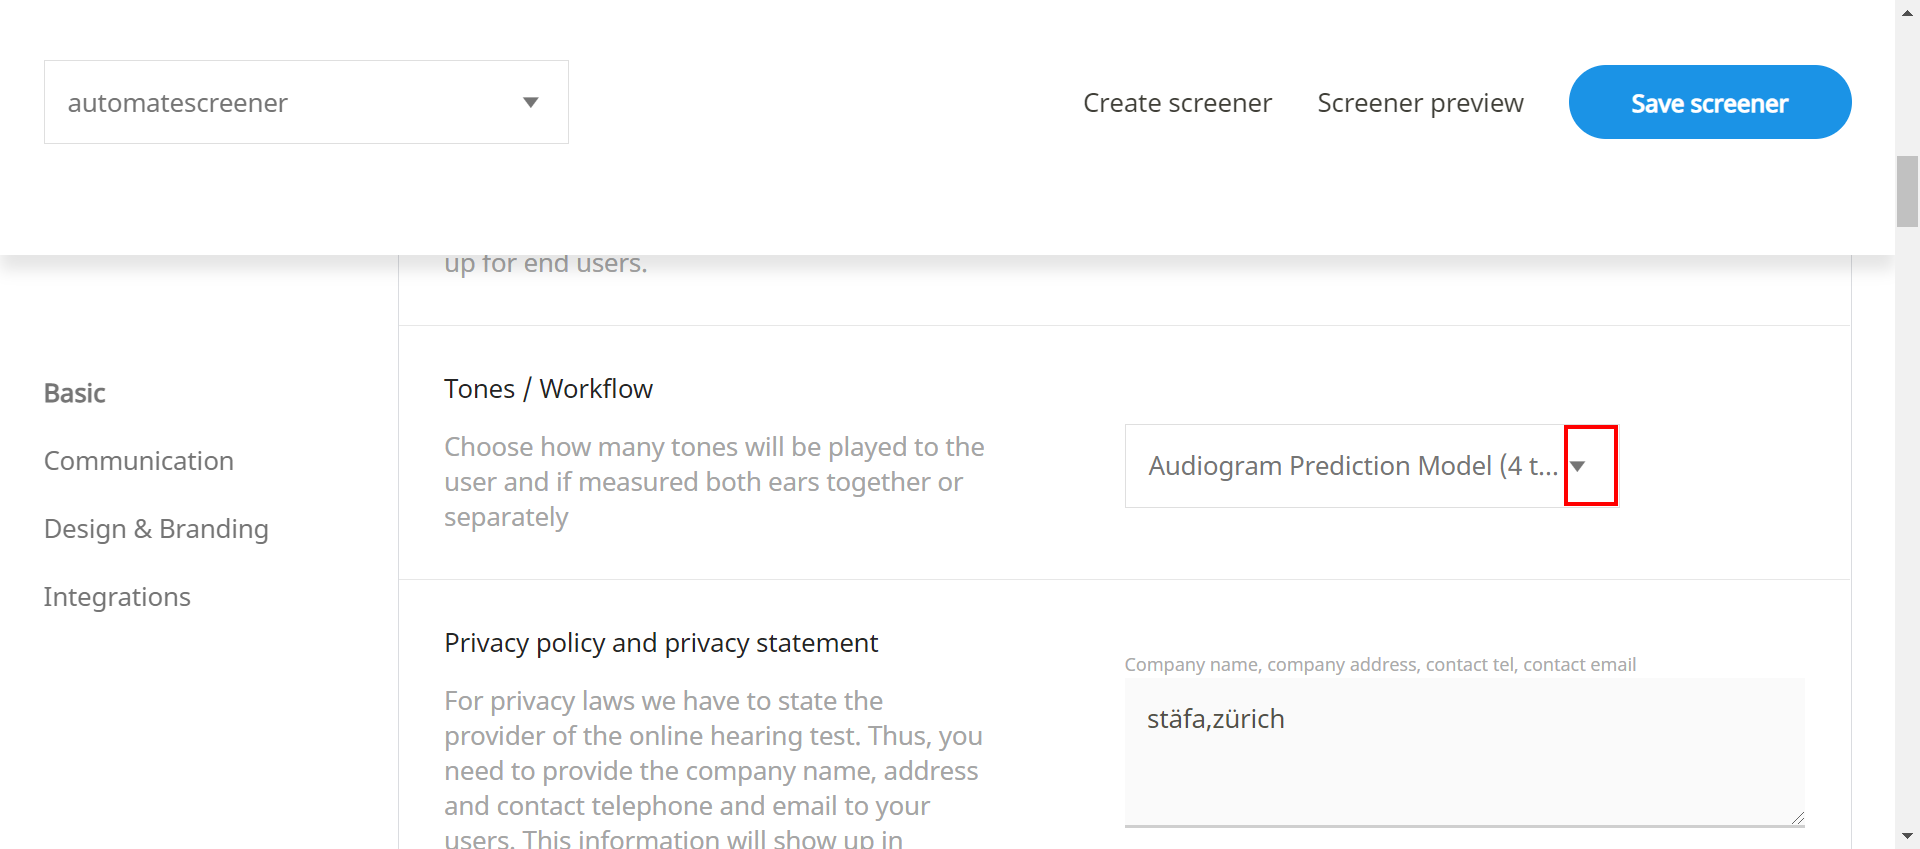 automatescreener
Create screener
Screener preview
Save screener
up for end users.
Basic
Communication
Design & Branding
Integrations
Tones / Workflow
Choose how many tones will be played to the
user and if measured both ears together or
separately
Audiogram Prediction Model (4 t...
Privacy policy and privacy statement
For privacy laws we have to state the
provider of the online hearing test. Thus, you
need to provide the company name, address
and contact telephone and email to your
users. This information will show up in
Company name, company address, contact tel, contact email
stäfa,zürich